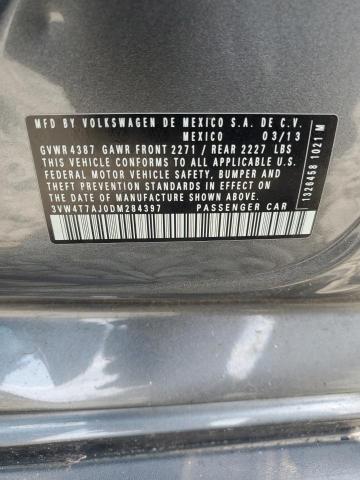 MFD BY VOLKSWAGEN DE MEXICO S.A. DE C.V.
MEXICO 03/13
GVWR 4387 GAWR FRONT 2271 / REAR 2227 LBS
THIS VEHICLE CONFORMS TO ALL APPLICABLE U.S.
FEDERAL MOTOR VEHICLE SAFETY, BUMPER AND
THEFT PREVENTION STANDARDS IN EFFECT ON
THE DATE OF MANUFACTURE SHOWN ABOVE.
3VW4T7AJ0DM284397 PASSENGER CAR
1326458 1021 M